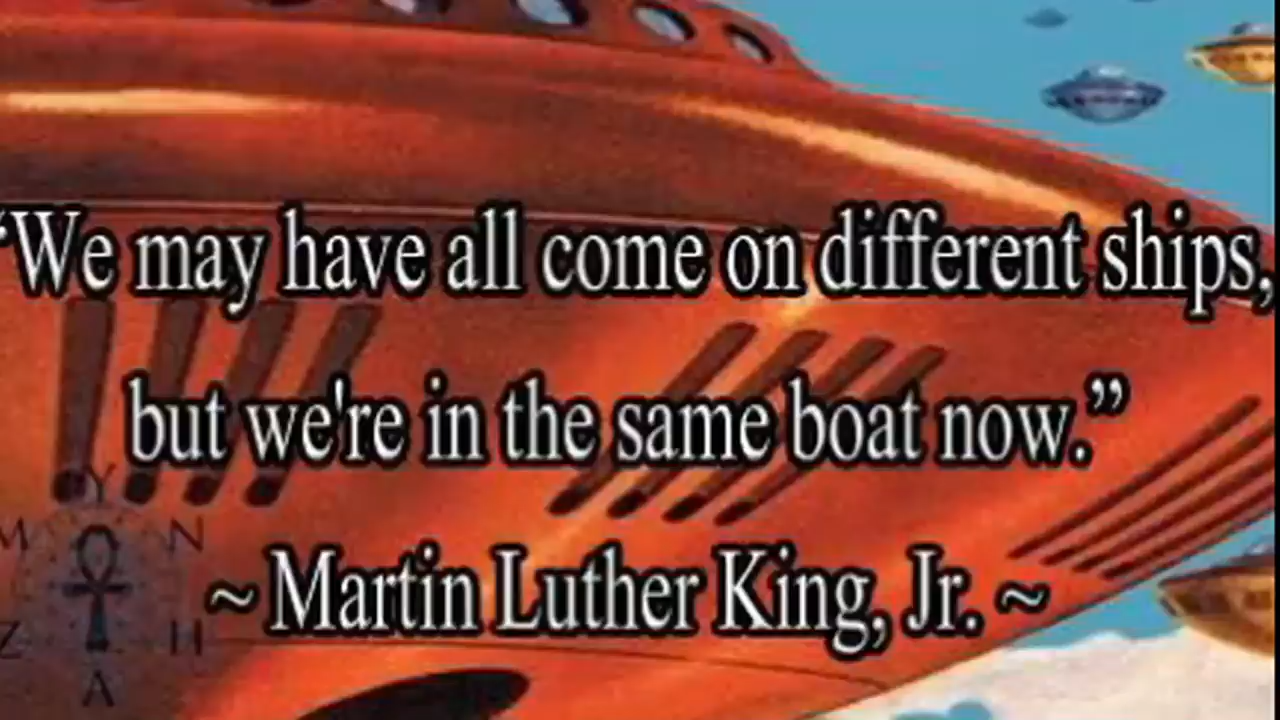 “We may have all come on different ships,
but we're in the same boat now.”
~ Martin Luther King, Jr. ~
Y
M N
Z H
A